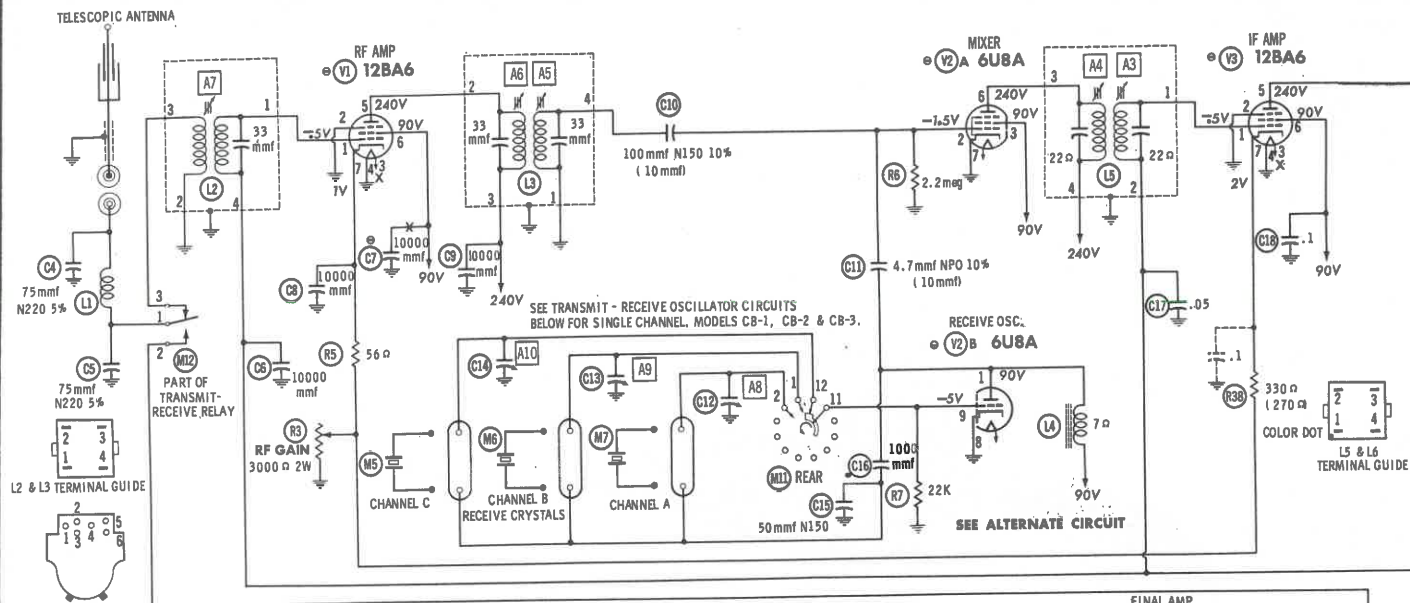 TELESCOPIC ANTENNA
RF AMP
V1 12BA6
MIXER
V2 A 6U8A
IF AMP
V3 12BA6
A7
A6 A5
A4 A3
3
1
33 mmf
L2
2
4
-.5V
5
240V
90V
2
1
6
7
4
3
X
1V
2
4
33 mmf
33 mmf
L3
3
1
C10
100mmf N150 10%
(10mmf)
-1.5V
6
240V
90V
3
2
7
90V
R6
2.2 meg
3
1
22Ω
22Ω
L5
4
2
240V
-.5V
5
240V
90V
2
1
6
7
4
3
X
2V
C18 .1
90V
C4
75mmf
N220 5%
L1
C5
75mmf
N220 5%
3
1
2
M12
PART OF
TRANSMIT-
RECEIVE RELAY
C6
10000
mmf
C8
10000
mmf
C7
10000
mmf
90V
C9
10000
mmf
240V
C11
4.7mmf NPO 10%
(10mmf)
C17 .05
SEE TRANSMIT - RECEIVE OSCILLATOR CIRCUITS
BELOW FOR SINGLE CHANNEL, MODELS CB-1, CB-2 & CB-3.
RECEIVE OSC.
V2 B 6U8A
R5 56Ω
C14 A10
C13 A9
C12 A8
2
1
12
11
-5V
1
90V
9
8
L4
7Ω
90V
.1
R38
330Ω
(270Ω)
R3
RF GAIN
3000Ω 2W
M5
CHANNEL C
M6
CHANNEL B
RECEIVE CRYSTALS
M7
CHANNEL A
M11 REAR
C16
1000
mmf
C15
50mmf N150
R7
22K
SEE ALTERNATE CIRCUIT
2 3
1 4
L2 & L3 TERMINAL GUIDE
COLOR DOT
2 3
1 4
L5 & L6
TERMINAL GUIDE
2
1 3 4 5 6
FINAL AMP